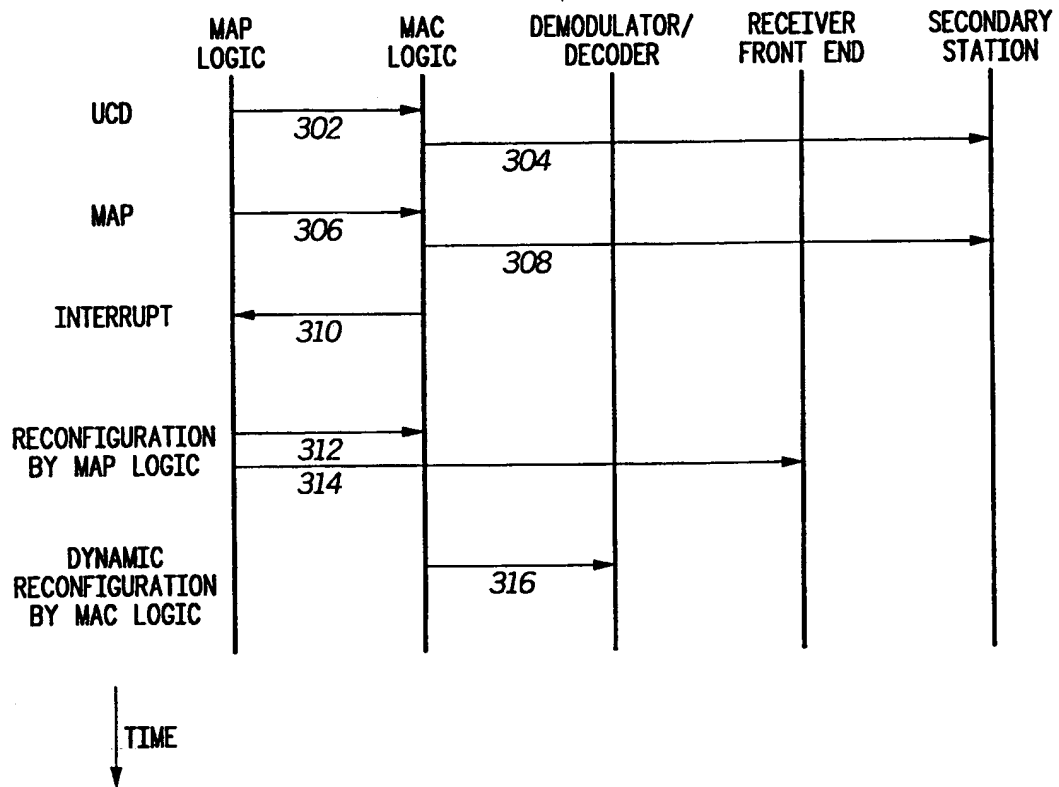 MAP
LOGIC
MAC
LOGIC
DEMODULATOR/
DECODER
RECEIVER
FRONT END
SECONDARY
STATION
UCD
302
304
MAP
306
308
INTERRUPT
310
RECONFIGURATION
BY MAP LOGIC
312
314
DYNAMIC
RECONFIGURATION
BY MAC LOGIC
316
TIME